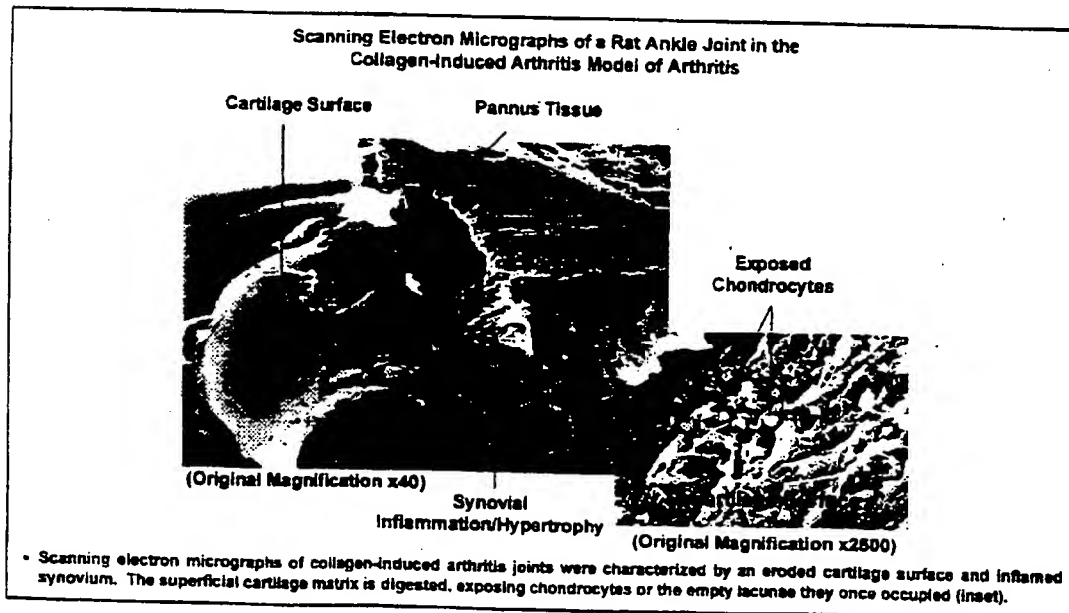 Scanning Electron Micrographs of a Rat Ankle Joint in the
Collagen-Induced Arthritis Model of Arthritis
Cartilage Surface
Pannus Tissue
Exposed
Chondrocytes
(Original Magnification x40)
Synovial
Inflammation/Hypertrophy
(Original Magnification x2500)
• Scanning electron micrographs of collagen-induced arthritis joints were characterized by an eroded cartilage surface and inflamed
synovium. The superficial cartilage matrix is digested, exposing chondrocytes or the empty lacunae they once occupied (inset).